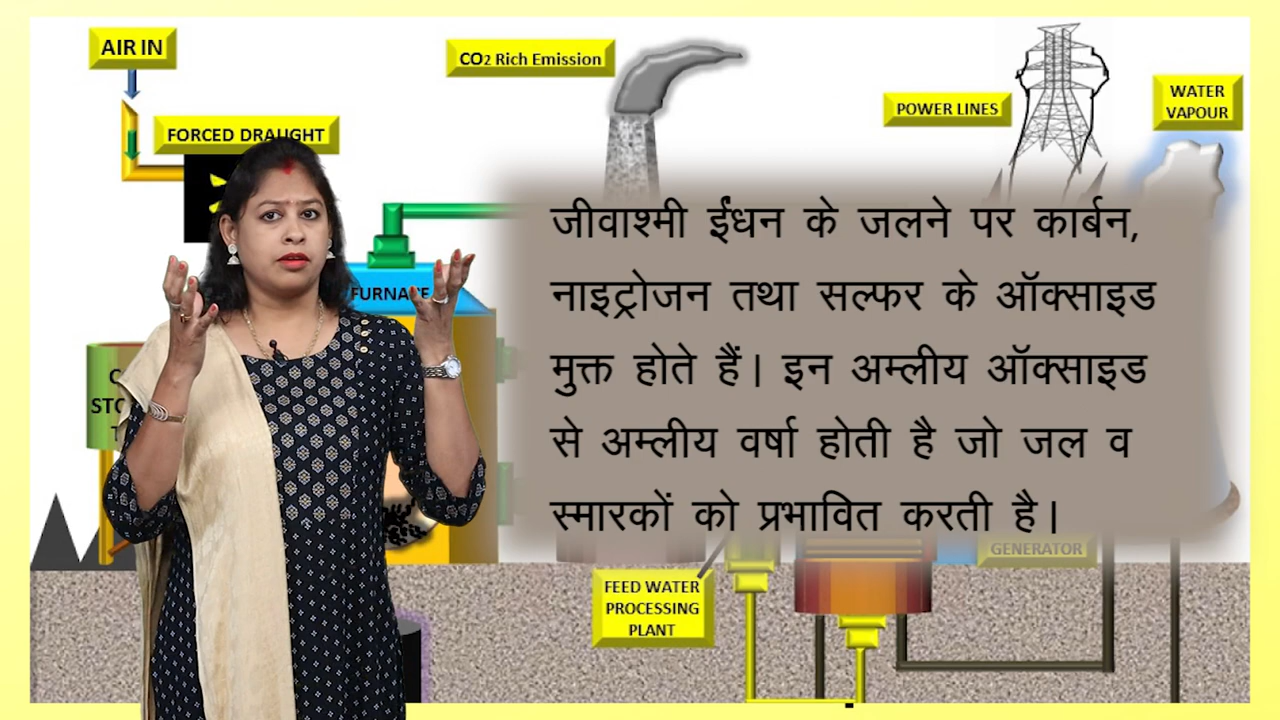 AIR IN
CO2 Rich Emission
POWER LINES
WATER
VAPOUR
FORCED DRAUGHT
जीवाश्मी ईंधन के जलने पर कार्बन,
नाइट्रोजन तथा सल्फर के ऑक्साइड
मुक्त होते हैं। इन अम्लीय ऑक्साइड
से अम्लीय वर्षा होती है जो जल व
स्मारकों को प्रभावित करती है।
FURNACE
GENERATOR
FEED WATER
PROCESSING
PLANT